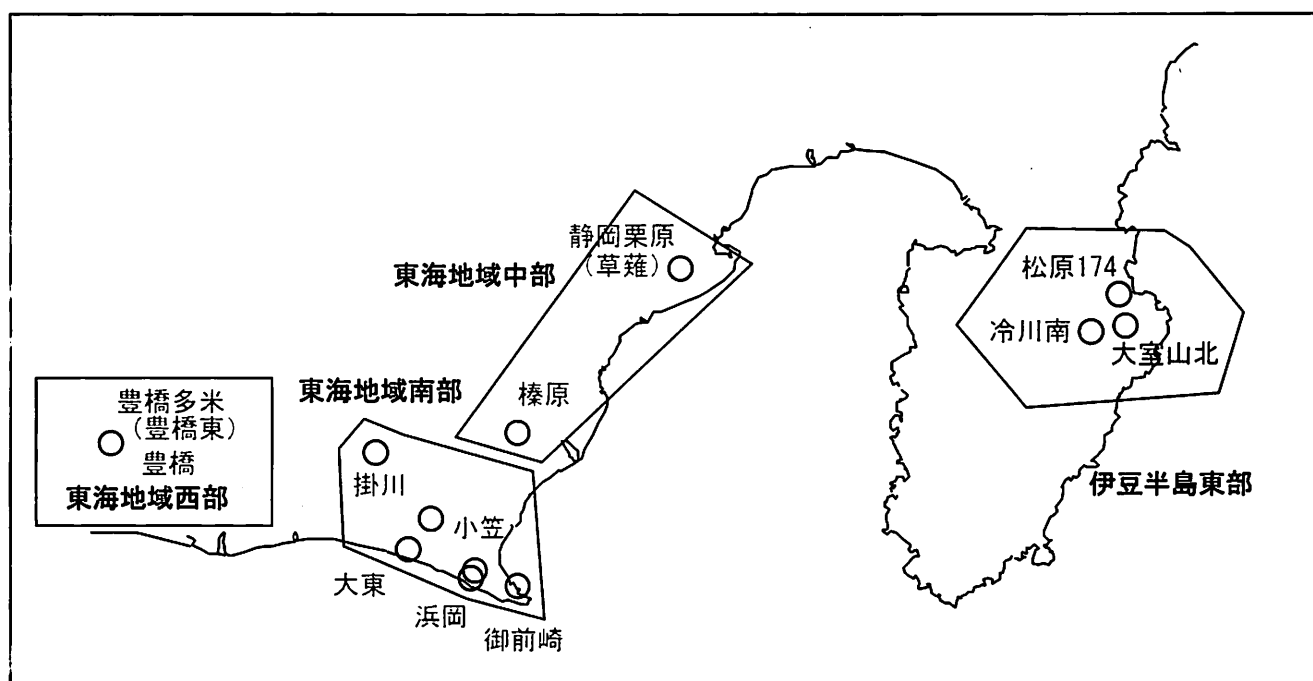 静岡栗原
(草薙)
東海地域中部
榛原
東海地域南部
掛川
小笠
大東
浜岡
御前崎
豊橋多米
(豊橋東)
豊橋
東海地域西部
松原174
冷川南
大室山北
伊豆半島東部